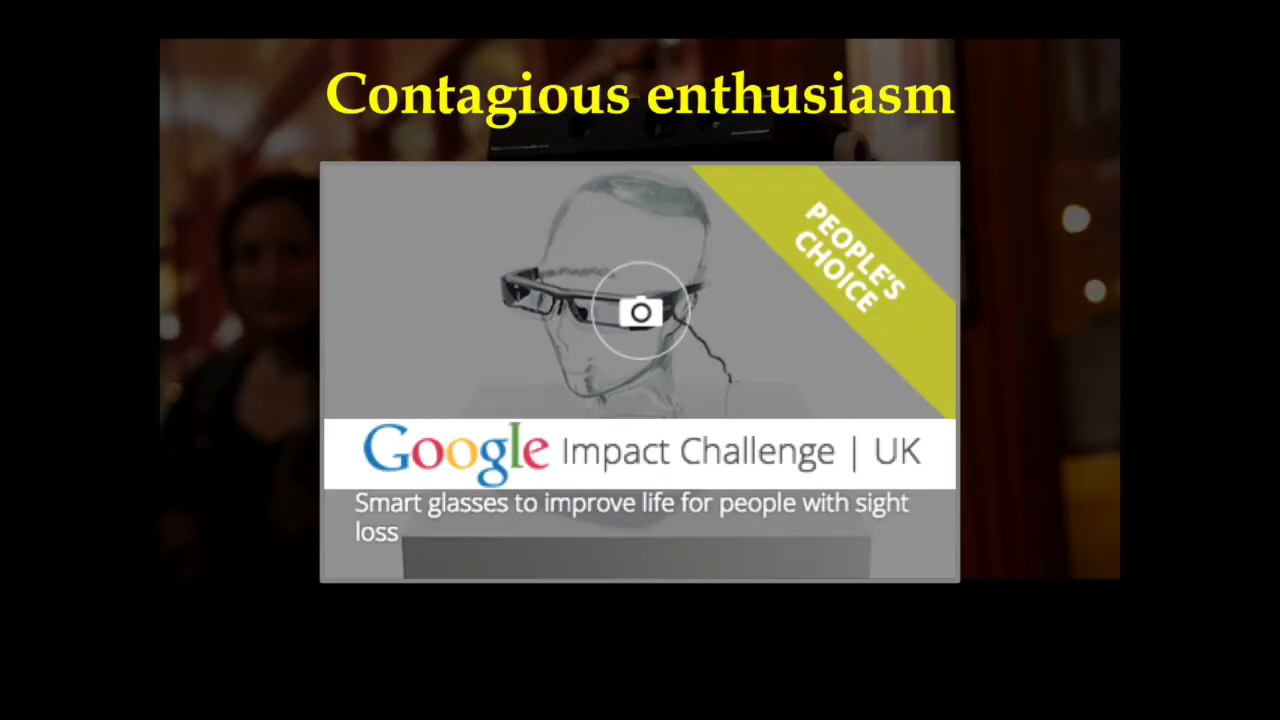 Contagious enthusiasm
PEOPLE'S
CHOICE
Google Impact Challenge | UK
Smart glasses to improve life for people with sight
loss